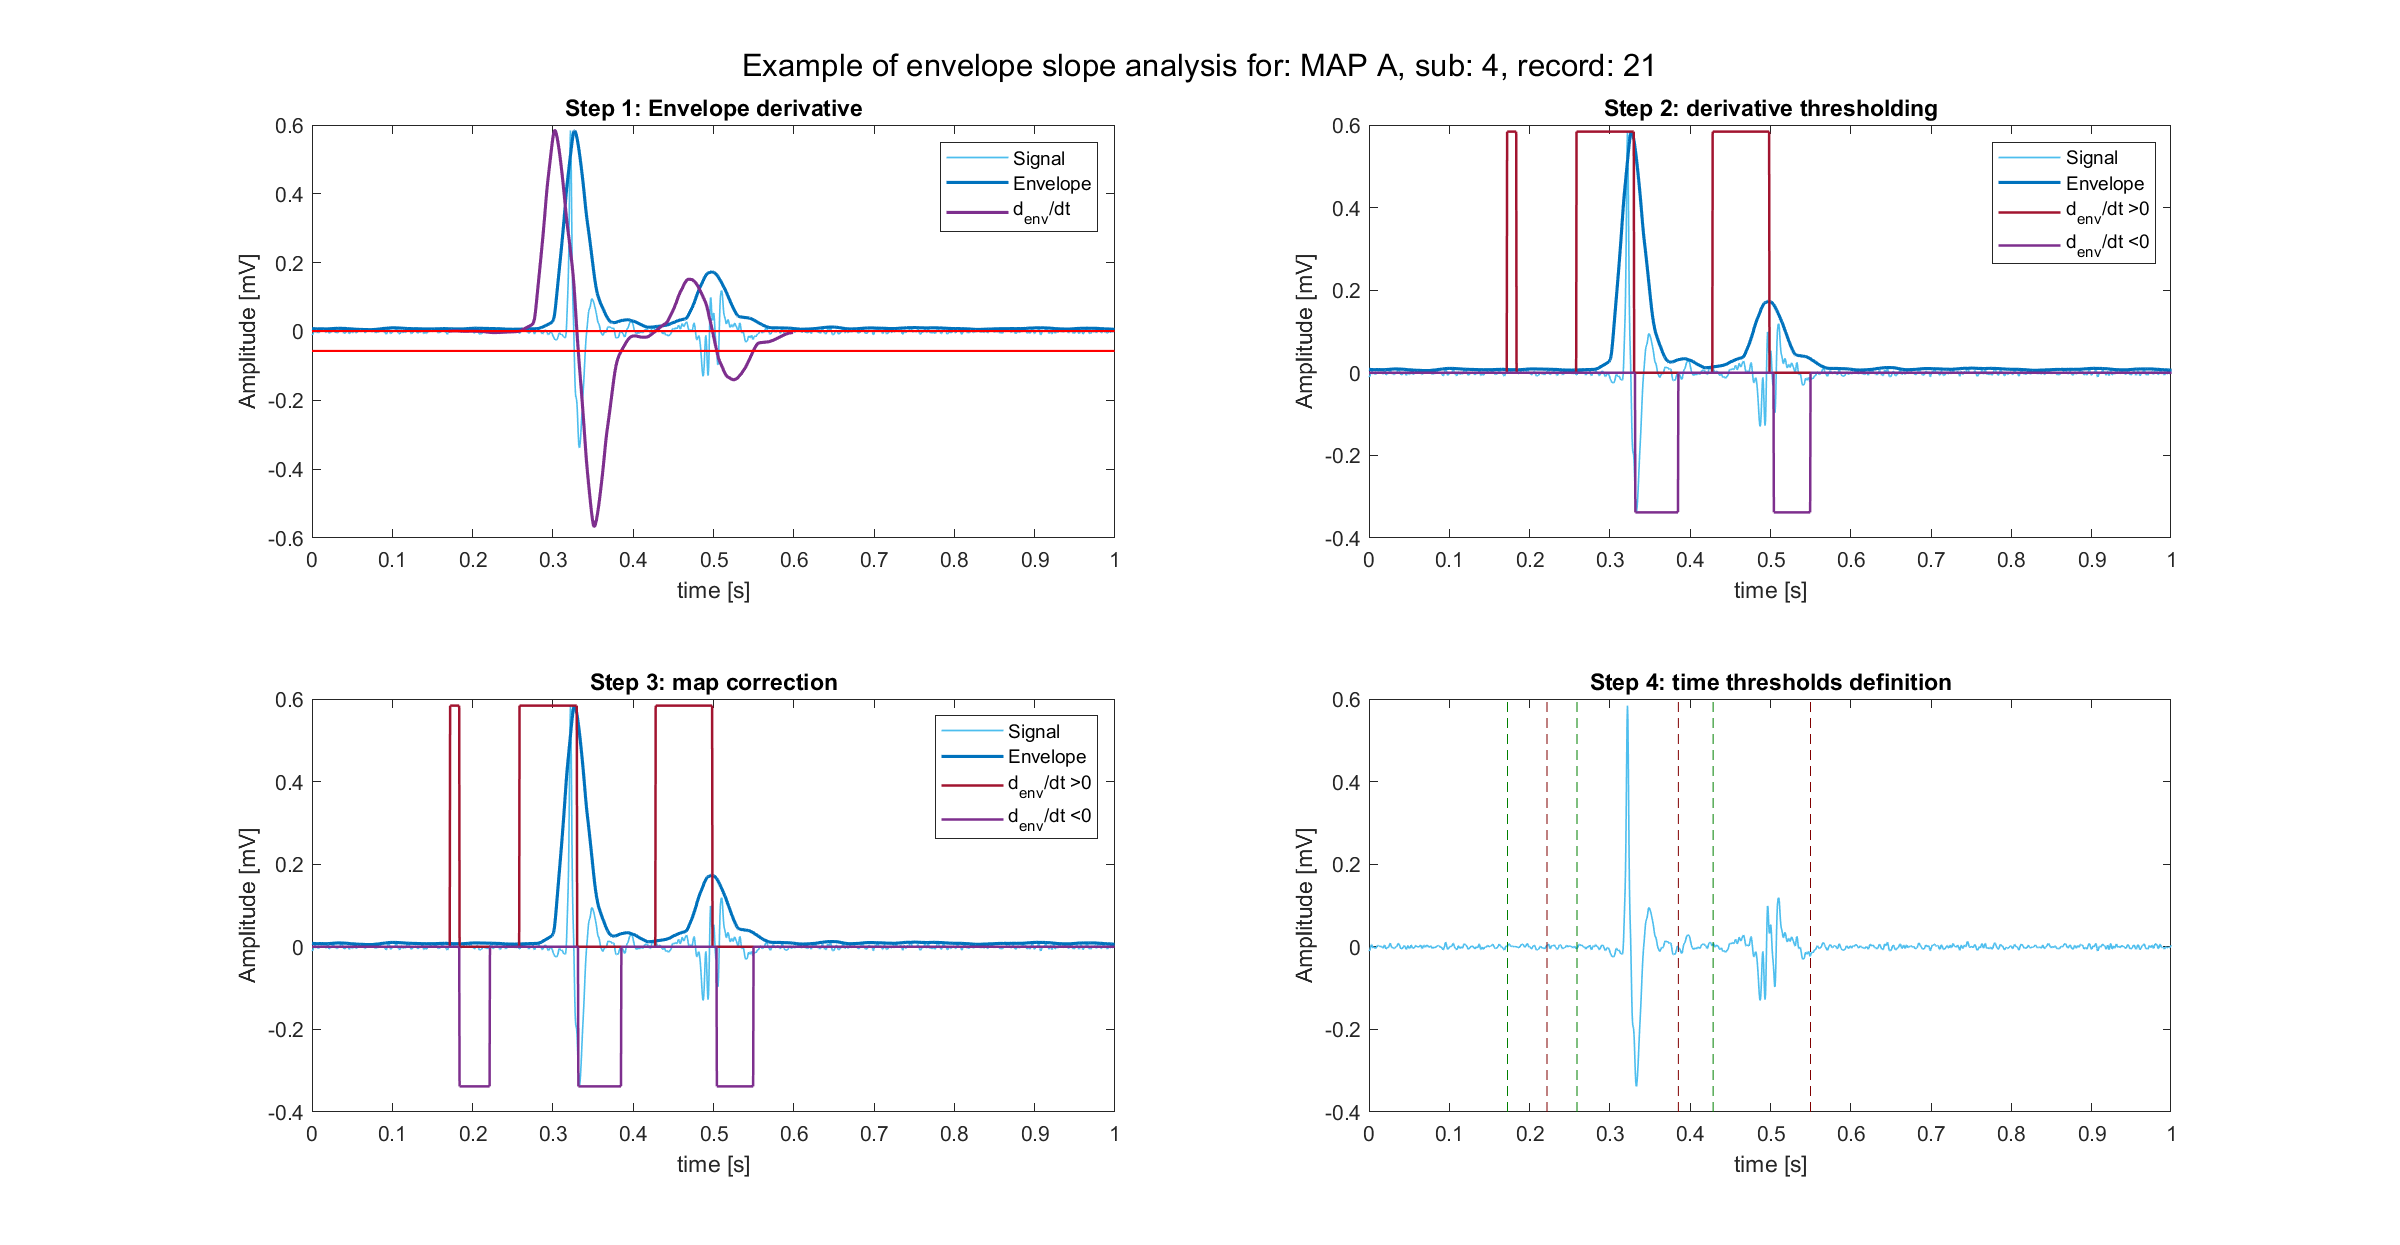 Example of envelope slope analysis for: MAP A, sub: 4, record: 21
Step 1: Envelope derivative
0.6
0.4
0.2
0
-0.2
-0.4
-0.6
Amplitude [mV]
0 0.1 0.2 0.3 0.4 0.5 0.6 0.7 0.8 0.9 1
time [s]
Signal
Envelope
d_env/dt
Step 2: derivative thresholding
0.6
0.4
0.2
0
-0.2
-0.4
Amplitude [mV]
0 0.1 0.2 0.3 0.4 0.5 0.6 0.7 0.8 0.9 1
time [s]
Signal
Envelope
d_env/dt >0
d_env/dt <0
Step 3: map correction
0.6
0.4
0.2
0
-0.2
-0.4
Amplitude [mV]
0 0.1 0.2 0.3 0.4 0.5 0.6 0.7 0.8 0.9 1
time [s]
Signal
Envelope
d_env/dt >0
d_env/dt <0
Step 4: time thresholds definition
0.6
0.4
0.2
0
-0.2
-0.4
Amplitude [mV]
0 0.1 0.2 0.3 0.4 0.5 0.6 0.7 0.8 0.9 1
time [s]